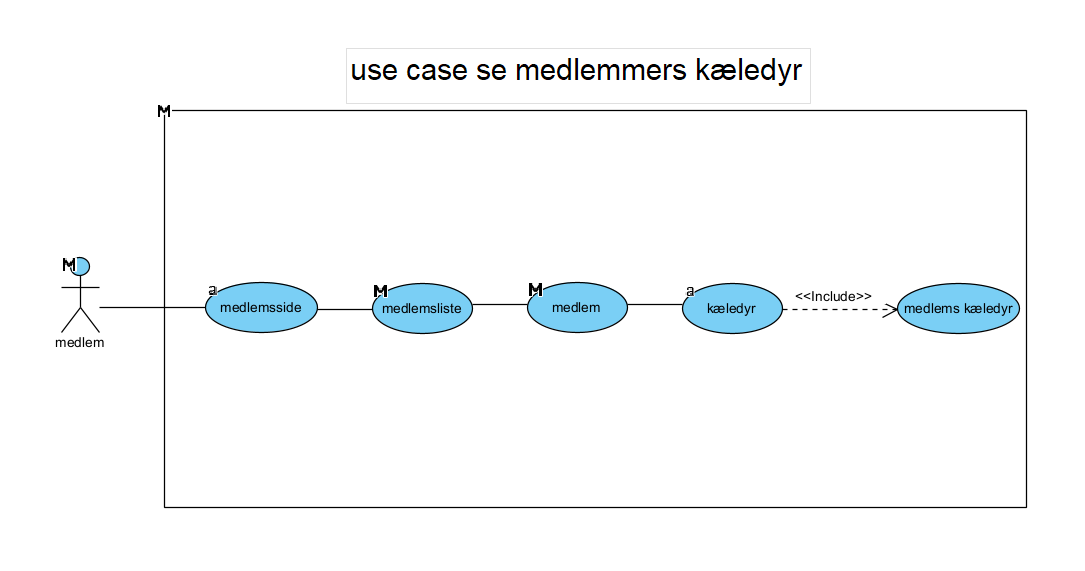 use case se medlemmers kæledyr
M
M
medlem
a
medlemsside
M
medlemsliste
M
medlem
a
kæledyr
<<Include>>
medlems kæledyr